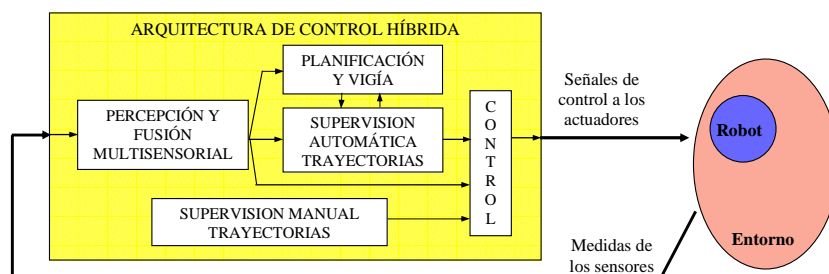 ARQUITECTURA DE CONTROL HÍBRIDA
PLANIFICACIÓN
Y VIGÍA
PERCEPCIÓN Y
FUSIÓN
MULTISENSORIAL
SUPERVISION
AUTOMÁTICA
TRAYECTORIAS
SUPERVISION MANUAL
TRAYECTORIAS
C
O
N
T
R
O
L
Señales de
control a los
actuadores
Robot
Entorno
Medidas de
los sensores